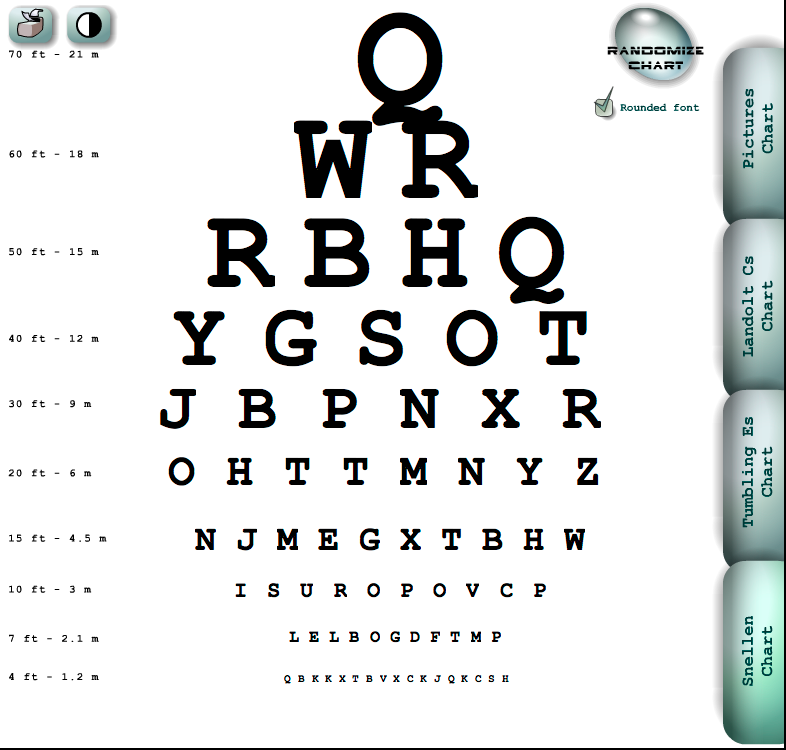 70 ft - 21 m
Q
60 ft - 18 m
W R
50 ft - 15 m
R B H Q
40 ft - 12 m
Y G S O T
30 ft - 9 m
J B P N X R
20 ft - 6 m
O H T T M N Y Z
15 ft - 4.5 m
N J M E G X T B H W
10 ft - 3 m
I S U R O P O V C P
7 ft - 2.1 m
L E L B O G D F T M P
4 ft - 1.2 m
Q B K K X T B V X C K J Q K C S H
RANDOMIZE
CHART
Rounded font
Pictures
Chart
Landolt Cs
Chart
Tumbling Es
Chart
Snellen
Chart